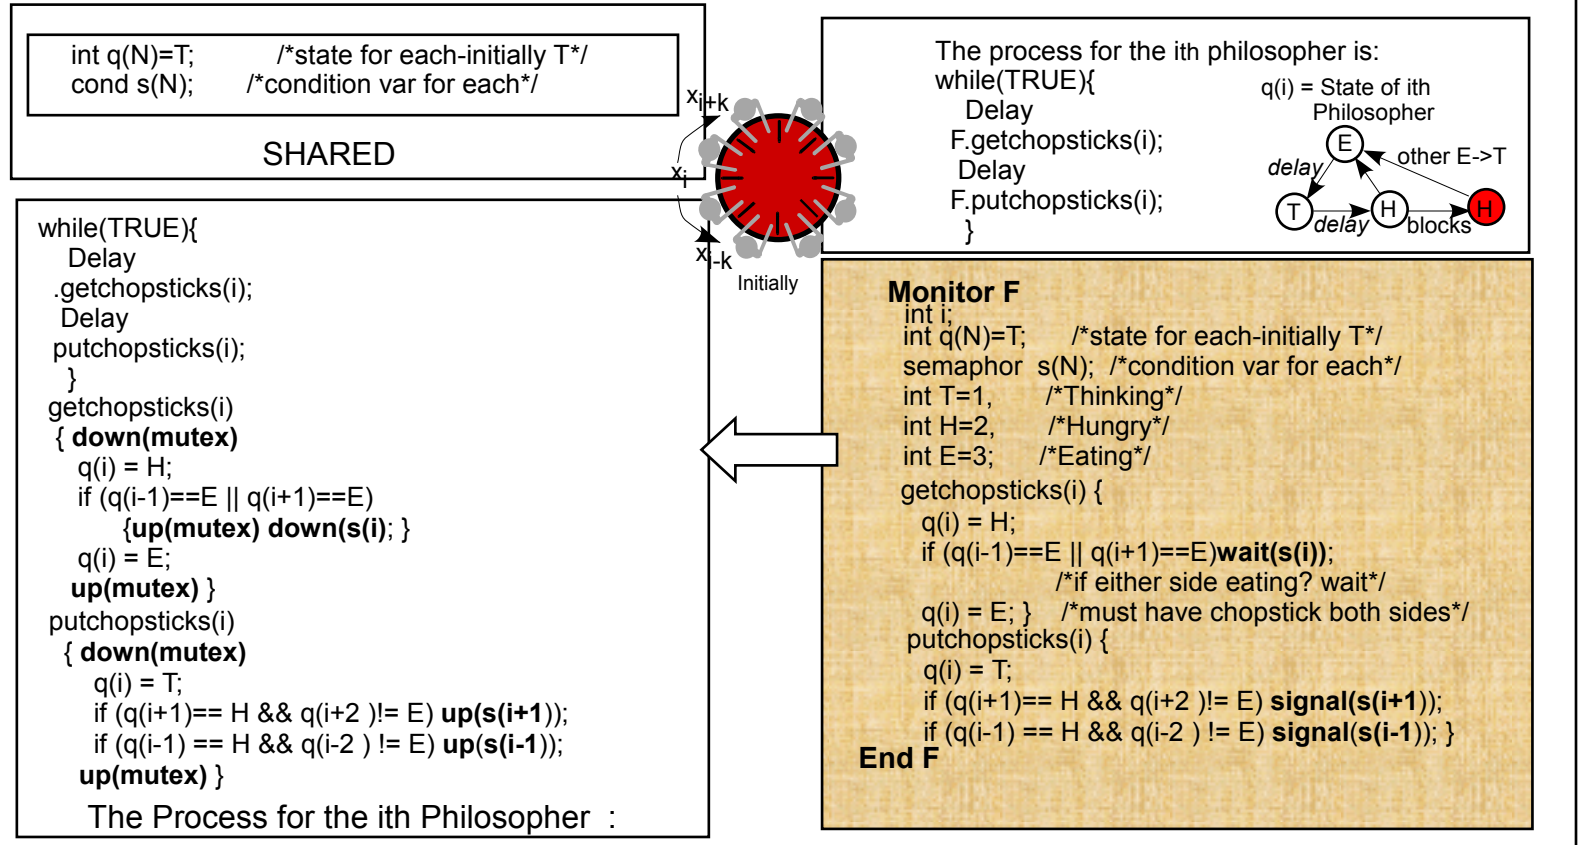 int q(N)=T; /*state for each-initially T*/
cond s(N); /*condition var for each*/
SHARED
while(TRUE){
Delay
.getchopsticks(i);
Delay
putchopsticks(i);
}
getchopsticks(i)
{ down(mutex)
q(i) = H;
if (q(i-1)==E || q(i+1)==E)
{up(mutex) down(s(i); }
q(i) = E;
up(mutex) }
putchopsticks(i)
{ down(mutex)
q(i) = T;
if (q(i+1)== H && q(i+2 )!= E) up(s(i+1));
if (q(i-1) == H && q(i-2 ) != E) up(s(i-1));
up(mutex) }
The Process for the ith Philosopher :
xi+k
xi
xi-k
Initially
The process for the ith philosopher is:
while(TRUE){
Delay
F.getchopsticks(i);
Delay
F.putchopsticks(i);
}
q(i) = State of ith
Philosopher
E
other E->T
delay
T
H
H
delay
blocks
Monitor F
int i;
int q(N)=T; /*state for each-initially T*/
semaphor s(N); /*condition var for each*/
int T=1, /*Thinking*/
int H=2, /*Hungry*/
int E=3; /*Eating*/
getchopsticks(i) {
q(i) = H;
if (q(i-1)==E || q(i+1)==E)wait(s(i));
/*if either side eating? wait*/
q(i) = E; } /*must have chopstick both sides*/
putchopsticks(i) {
q(i) = T;
if (q(i+1)== H && q(i+2 )!= E) signal(s(i+1));
if (q(i-1) == H && q(i-2 ) != E) signal(s(i-1)); }
End F